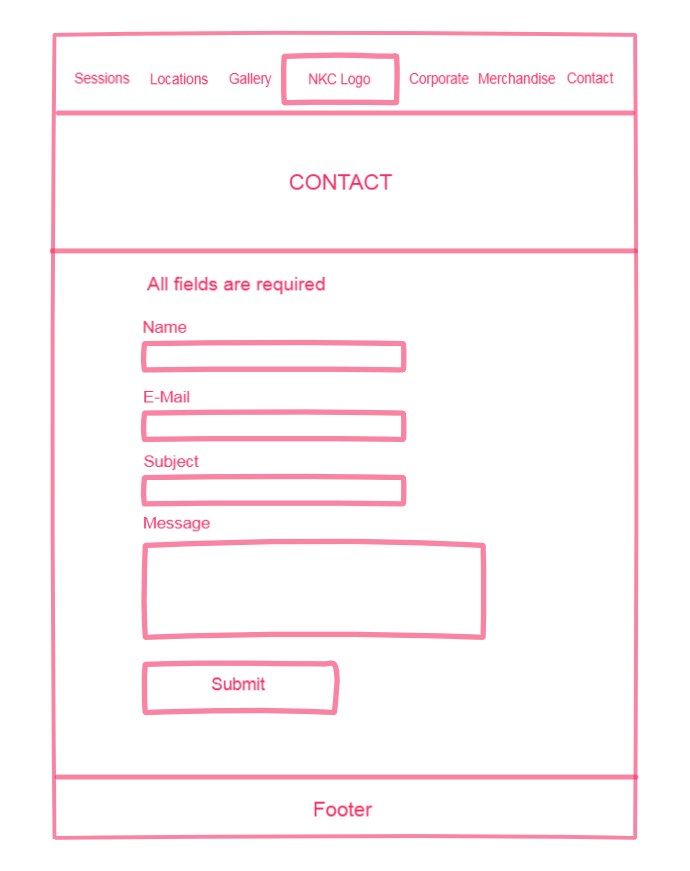 Sessions Locations Gallery NKC Logo Corporate Merchandise Contact
CONTACT
All fields are required
Name
E-Mail
Subject
Message
Submit
Footer